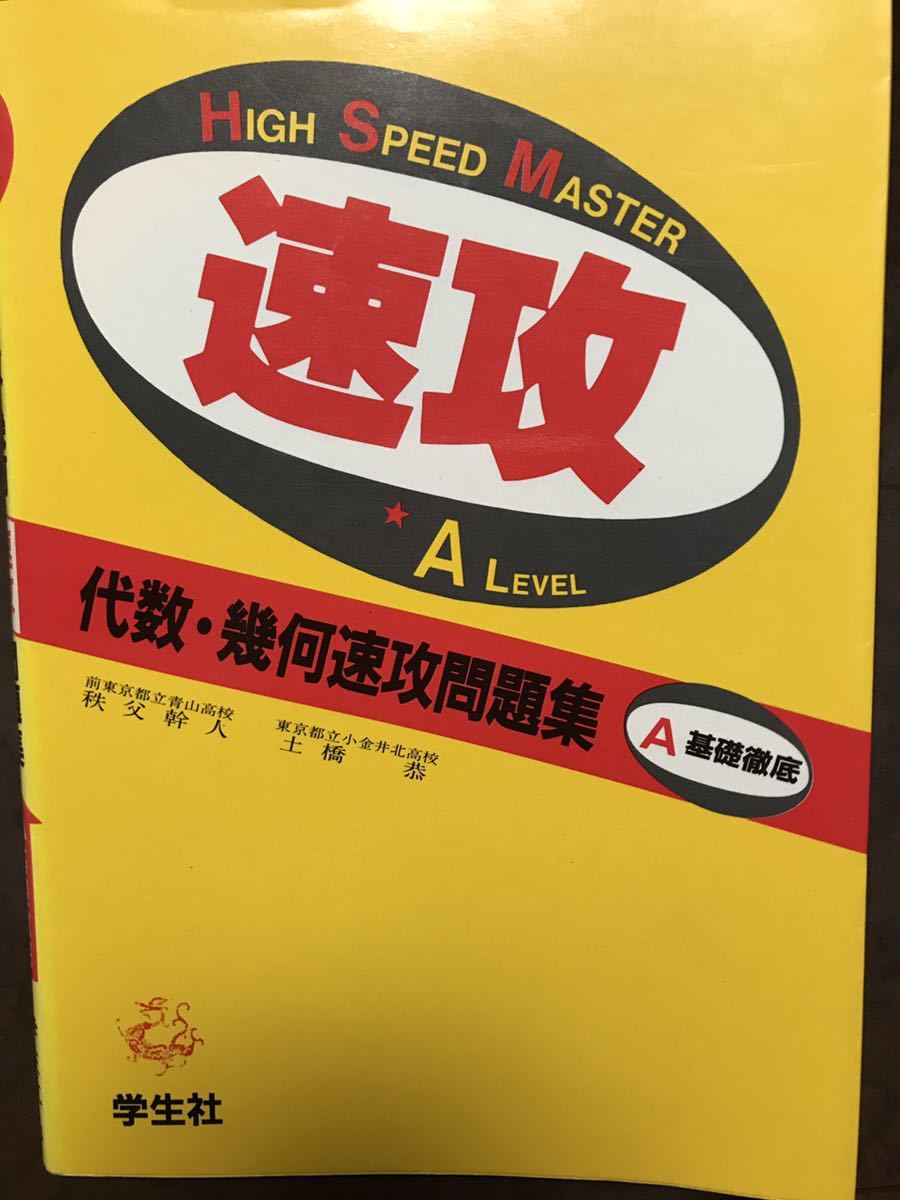 HIGH SPEED MASTER
速攻
★A LEVEL
代数・幾何速攻問題集
A 基礎徹底
前東京都立青山高校
秩父幹人
東京都立小金井北高校
土橋 恭
学生社